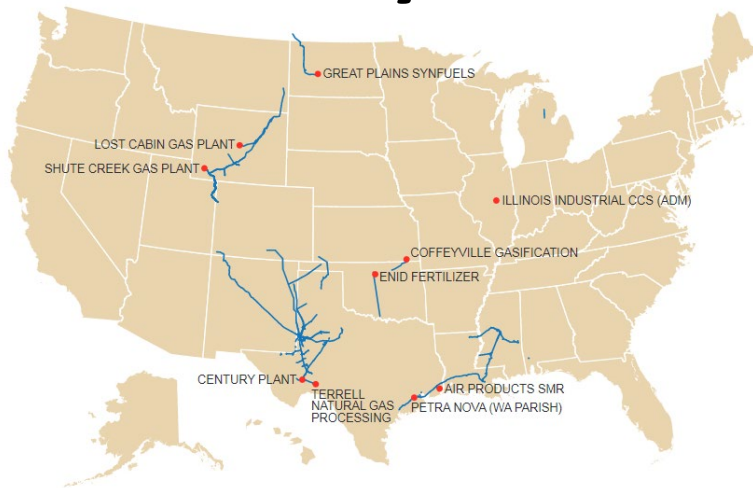 GREAT PLAINS SYNFUELS
LOST CABIN GAS PLANT
SHUTE CREEK GAS PLANT
ILLINOIS INDUSTRIAL CCS (ADM)
COFFEYVILLE GASIFICATION
ENID FERTILIZER
CENTURY PLANT
TERRELL
NATURAL GAS
PROCESSING
AIR PRODUCTS SMR
PETRA NOVA (WA PARISH)